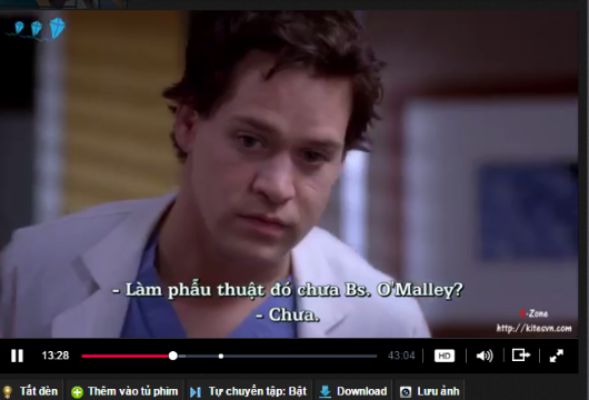 - Làm phẫu thuật đó chưa Bs. O'Malley?
- Chưa.
-Zone
http://kitesvn.com
13:28
43:04
HD
Tắt đèn
Thêm vào tủ phim
Tự chuyển tập: Bật
Download
Lưu ảnh